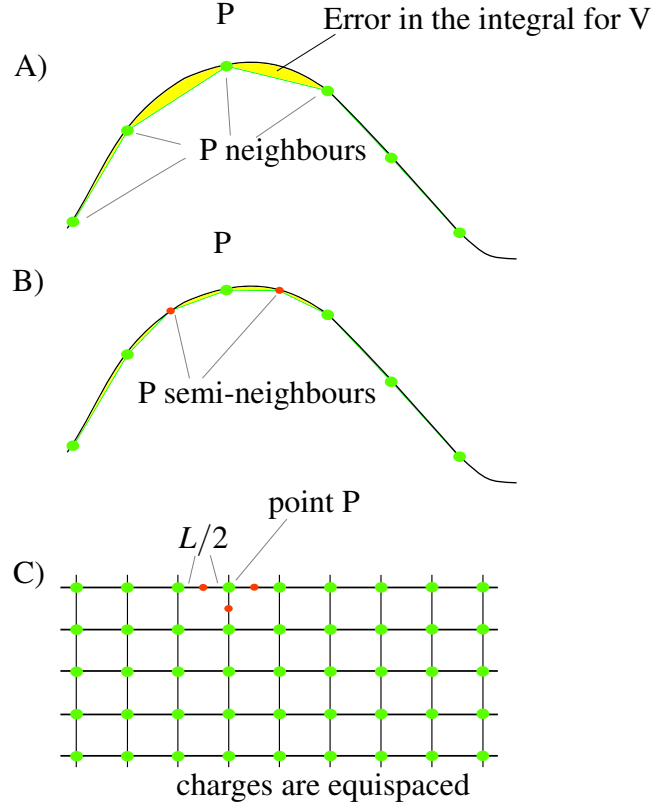 P
Error in the integral for V
A)
P neighbours
P
B)
P semi-neighbours
point P
L/2
C)
charges are equispaced